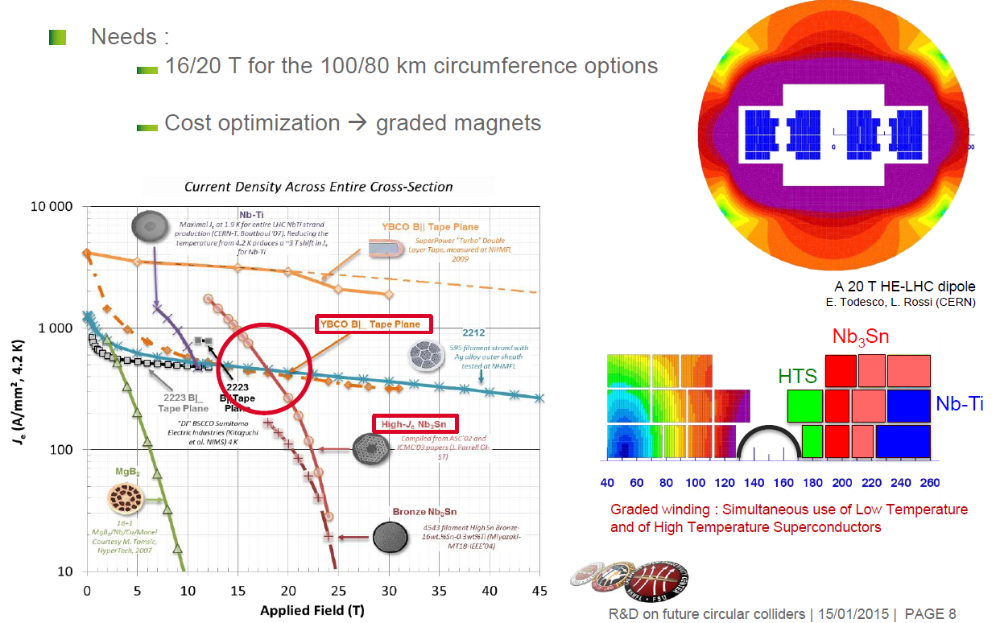 Needs :
16/20 T for the 100/80 km circumference options
Cost optimization → graded magnets
0
A 20 T HE-LHC dipole
E. Todesco, L. Rossi (CERN)
Current Density Across Entire Cross-Section
10 000
1 000
100
10
Jₑ (A/mm², 4.2 K)
0 5 10 15 20 25 30 35 40 45
Applied Field (T)
Nb-Ti
Maximal Jₑ at 1.9 K for entire LHC NbTi strand
production (CERN-T. Boutboul '07). Reducing the
temperature from 4.2 K produces a ~3 T shift in Jₑ
for Nb-Ti
YBCO B|| Tape Plane
SuperPower "Turbo" Double
Layer Tape, measured at NHMFL
2009
YBCO B|_ Tape Plane
2212
595 filament strand with
Ag alloy outer sheath
tested at NHMFL
2223 B|_
Tape Plane
2223
B|| Tape
Plane
"DI" BSCCO Sumitomo
Electric Industries (Kitaguchi
et al. NIMS) 4 K
High-Jₑ Nb₃Sn
Compiled from ASC'02 and
ICMC'03 papers (J. Parrell OI-
ST)
MgB₂
18+1
MgB₂/Nb/Cu/Monel
Courtesy M. Tomsic,
HyperTech, 2007
Bronze Nb₃Sn
4543 filament High Sn Bronze-
16wt.%Sn-0.3wt%Ti (Miyazaki-
MT18-IEEE'04)
Nb₃Sn
HTS
Nb-Ti
40 60 80 100 120 140 160 180 200 220 240 260
Graded winding : Simultaneous use of Low Temperature
and of High Temperature Superconductors
FSU
R&D on future circular colliders | 15/01/2015 | PAGE 8